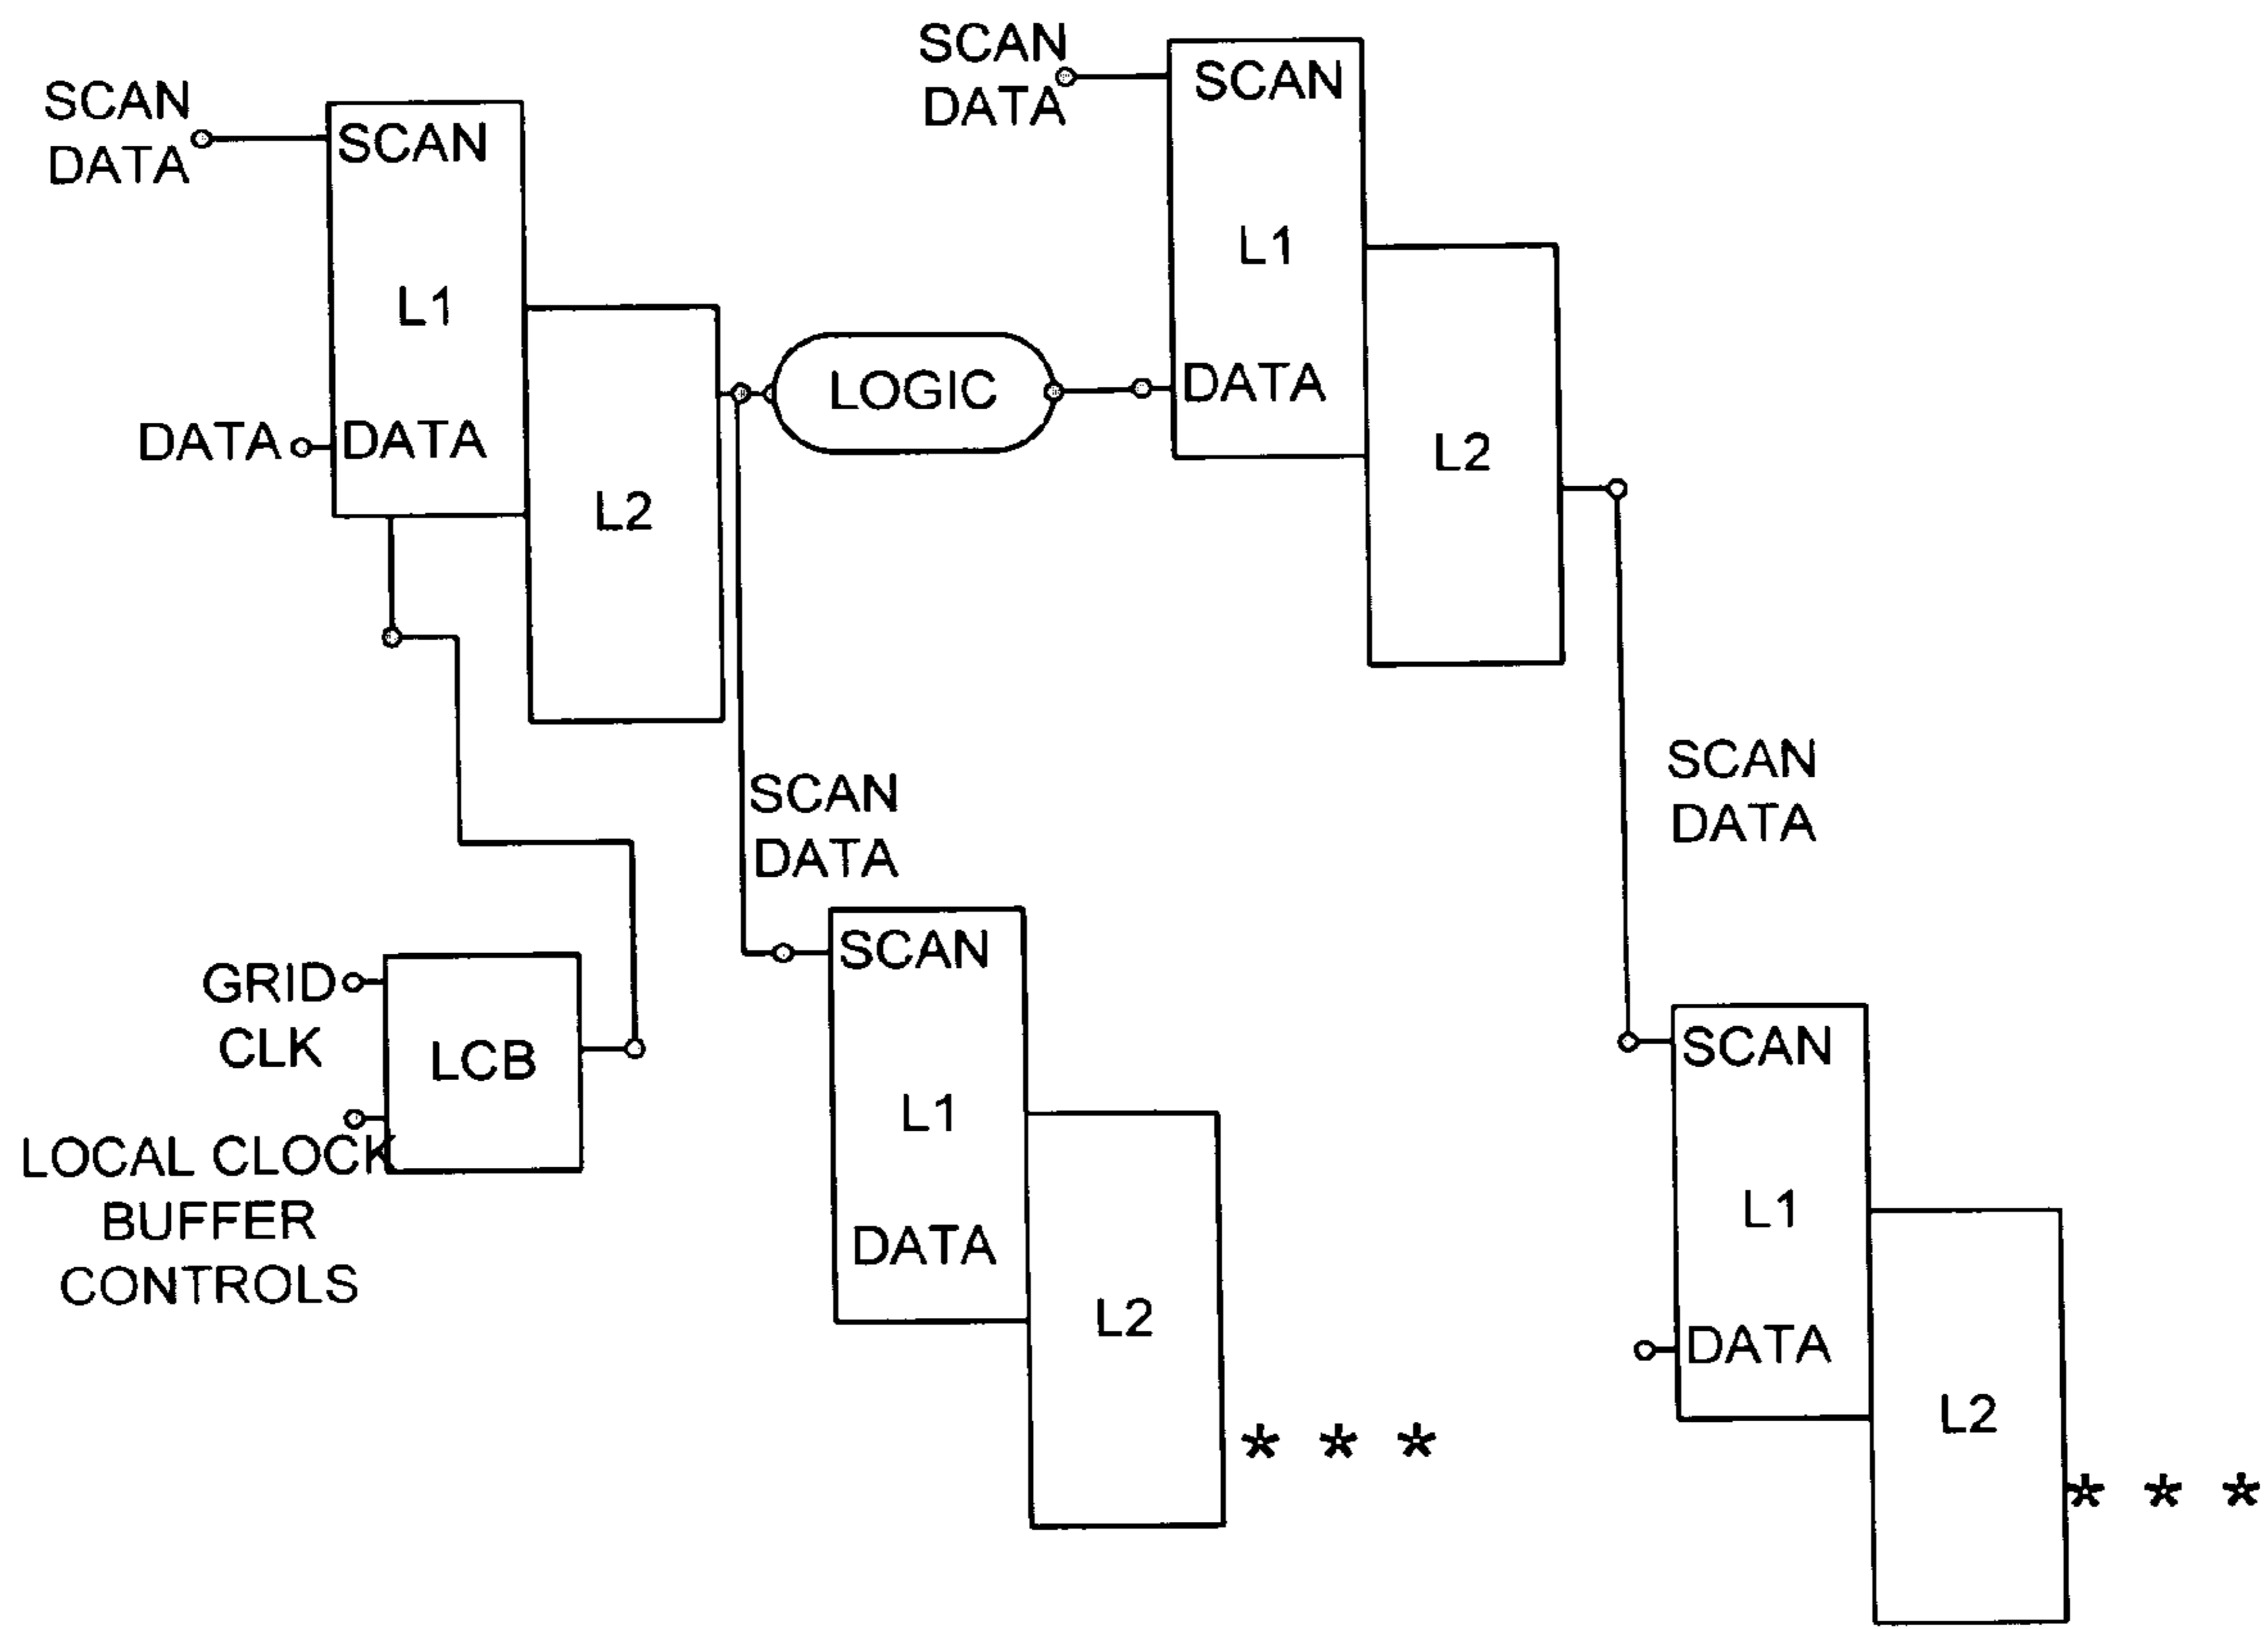 SCAN
DATA
SCAN
L1
DATA
DATA
L2
LOGIC
SCAN
DATA
SCAN
L1
DATA
L2
SCAN
DATA
SCAN
DATA
GRID
CLK
LCB
LOCAL CLOCK
BUFFER
CONTROLS
SCAN
L1
DATA
L2
* * *
SCAN
L1
DATA
L2
* * *